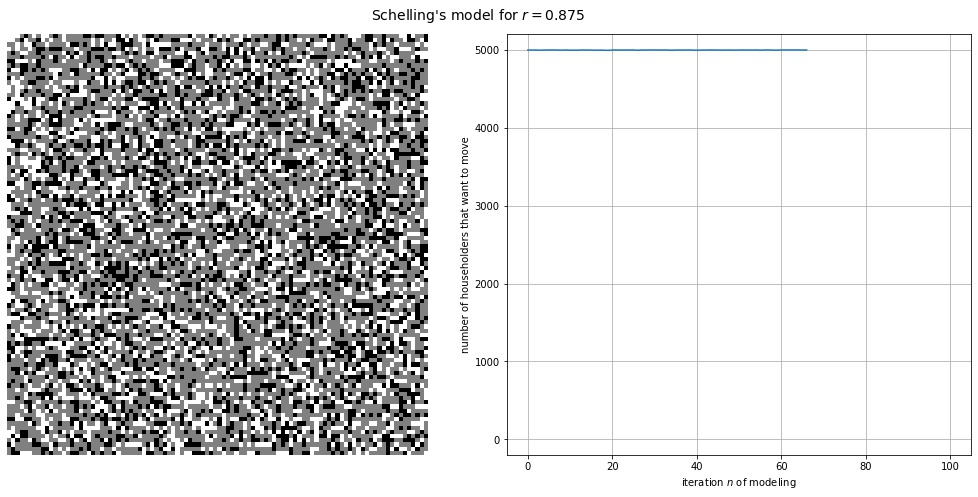 Schelling's model for r = 0.875
number of householders that want to move
5000
4000
3000
2000
1000
0
0 20 40 60 80 100
iteration n of modeling